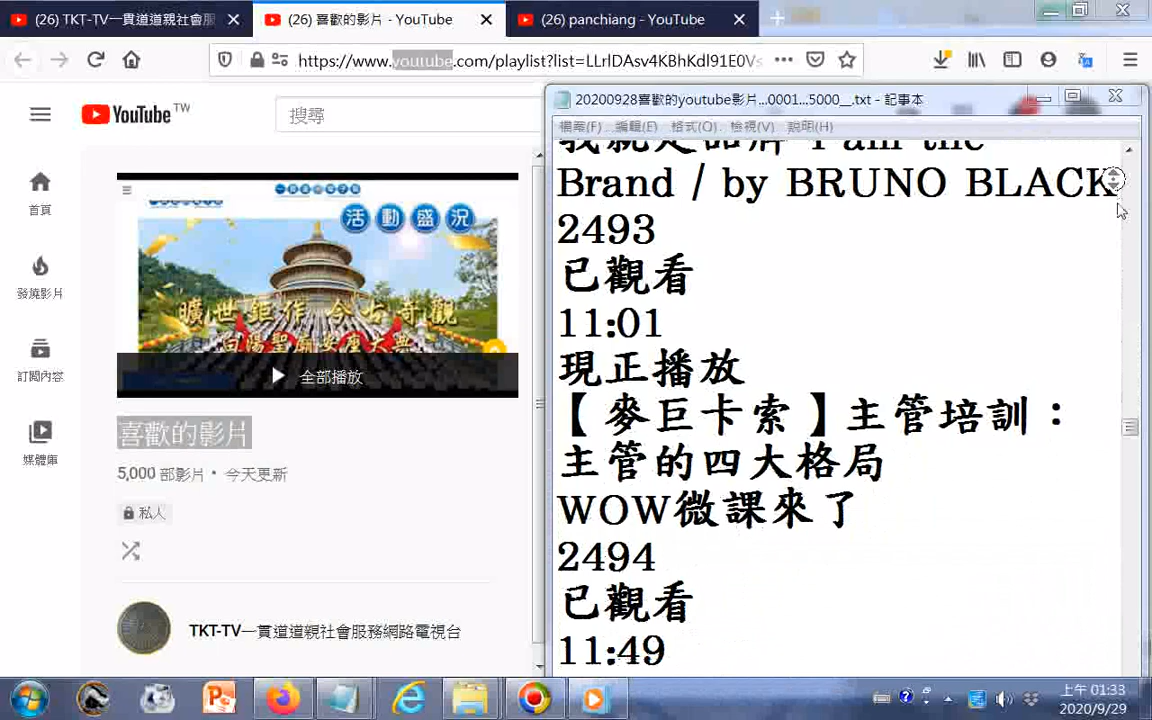 (26) TKT-TV一貫道道親社會服
(26) 喜歡的影片 - YouTube
(26) panchiang - YouTube
https://www.youtube.com/playlist?list=LLrlDAsv4KBhKdl91E0Vs
YouTube TW
搜尋
首頁
發燒影片
訂閱內容
媒體庫
活動盛況
曠世鉅作 今古奇觀
全部播放
喜歡的影片
5,000 部影片・今天更新
私人
TKT-TV一貫道道親社會服務網路電視台
20200928喜歡的youtube影片...0001...5000__.txt - 記事本
檔案(F) 編輯(E) 格式(O) 檢視(V) 說明(H)
我就是品牌 I am the
Brand / by BRUNO BLACK
2493
已觀看
11:01
現正播放
【麥巨卡索】主管培訓：
主管的四大格局
WOW微課來了
2494
已觀看
11:49
上午 01:33
2020/9/29